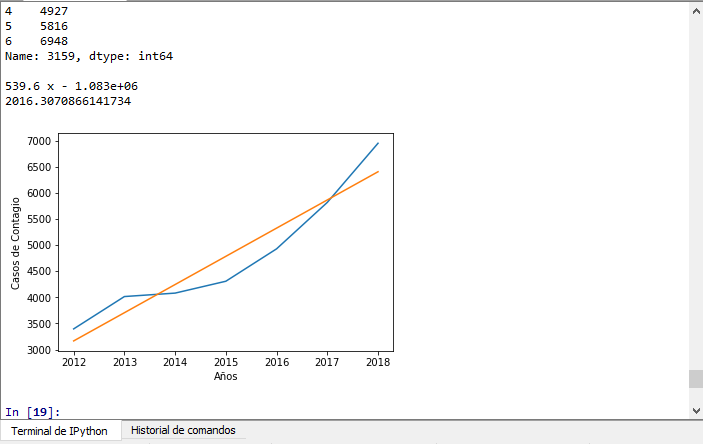 4    4927
5    5816
6    6948
Name: 3159, dtype: int64
539.6 x - 1.083e+06
2016.3070866141734
7000
6500
6000
5500
5000
4500
4000
3500
3000
Casos de Contagio
2012 2013 2014 2015 2016 2017 2018
Años
In [19]:
Terminal de IPython Historial de comandos